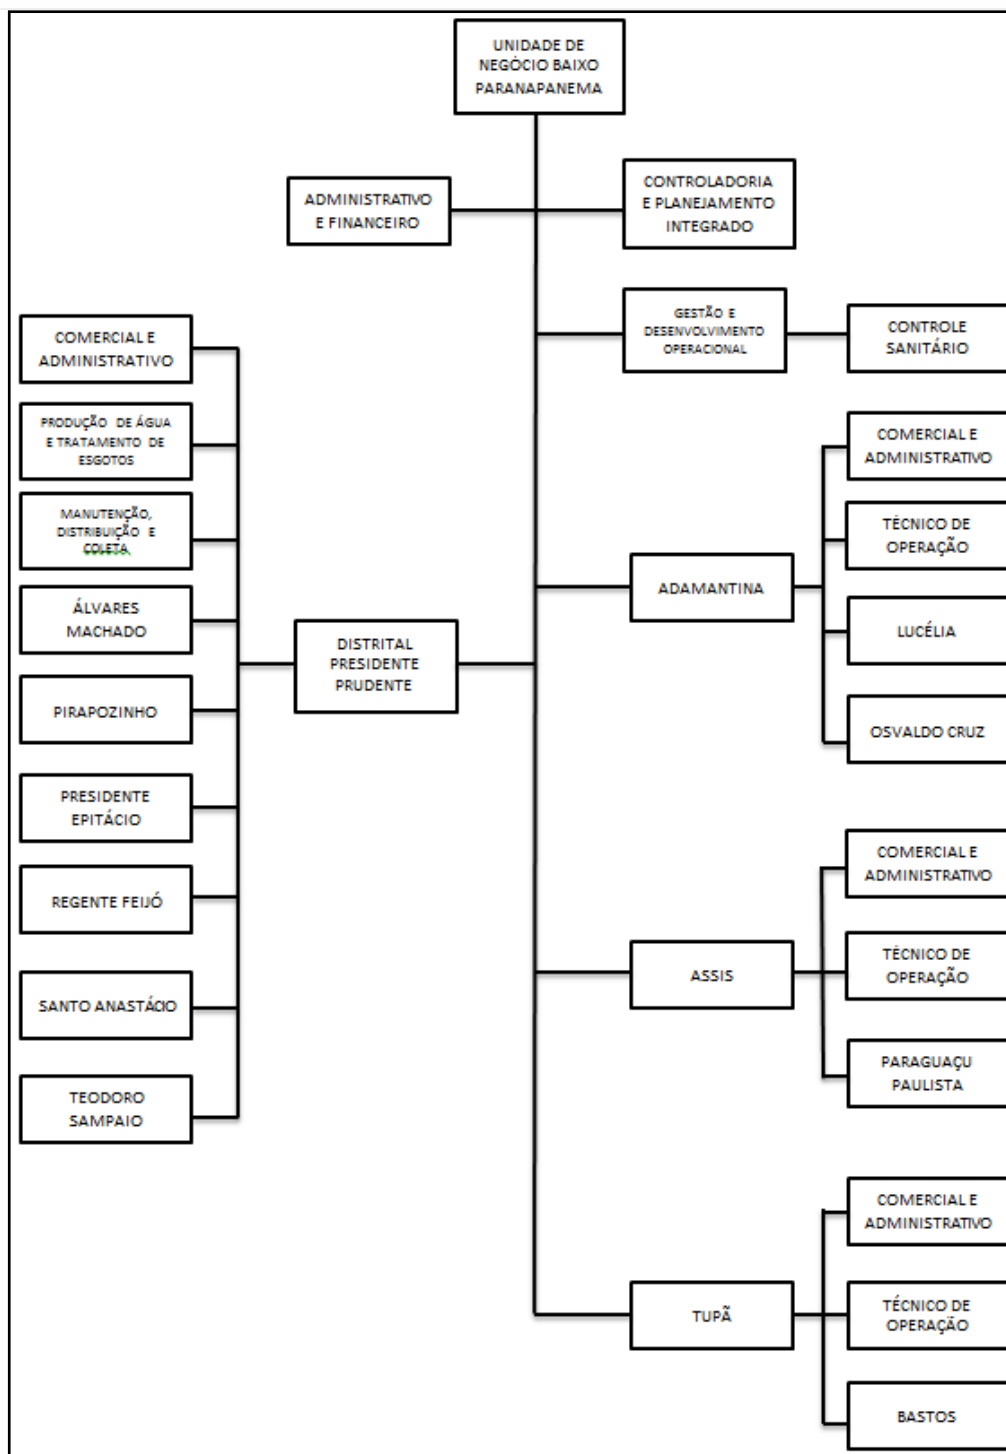 UNIDADE DE
NEGÓCIO BAIXO
PARANAPANEMA
ADMINISTRATIVO
E FINANCEIRO
CONTROLADORIA
E PLANEJAMENTO
INTEGRADO
GESTÃO E
DESENVOLVIMENTO
OPERACIONAL
CONTROLE
SANITÁRIO
COMERCIAL E
ADMINISTRATIVO
PRODUÇÃO DE ÁGUA
E TRATAMENTO DE
ESGOTOS
MANUTENÇÃO,
DISTRIBUIÇÃO E
COLETA
ÁLVARES
MACHADO
PIRAPOZINHO
PRESIDENTE
EPITÁCIO
REGENTE FEIJÓ
SANTO ANASTÁCIO
TEODORO
SAMPAIO
DISTRITAL
PRESIDENTE
PRUDENTE
ADAMANTINA
COMERCIAL E
ADMINISTRATIVO
TÉCNICO DE
OPERAÇÃO
LUCÉLIA
OSVALDO CRUZ
ASSIS
COMERCIAL E
ADMINISTRATIVO
TÉCNICO DE
OPERAÇÃO
PARAGUAÇU
PAULISTA
TUPÃ
COMERCIAL E
ADMINISTRATIVO
TÉCNICO DE
OPERAÇÃO
BASTOS